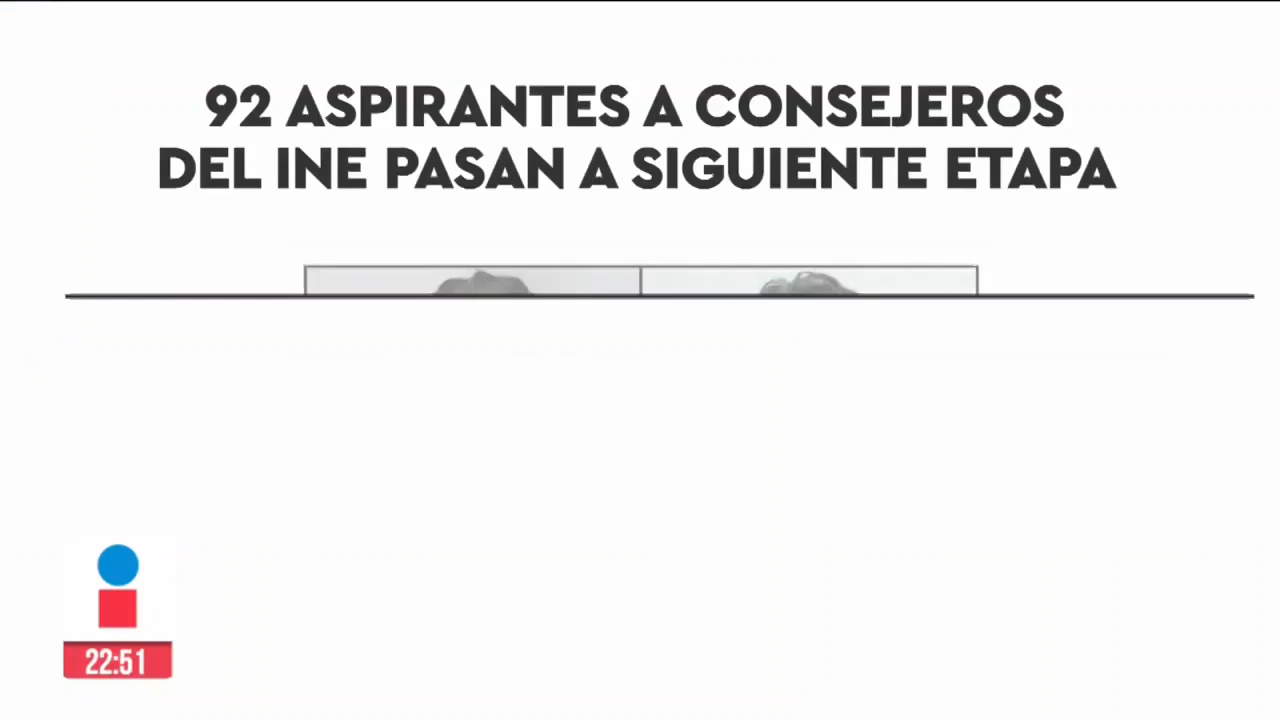 92 ASPIRANTES A CONSEJEROS
DEL INE PASAN A SIGUIENTE ETAPA
22:51